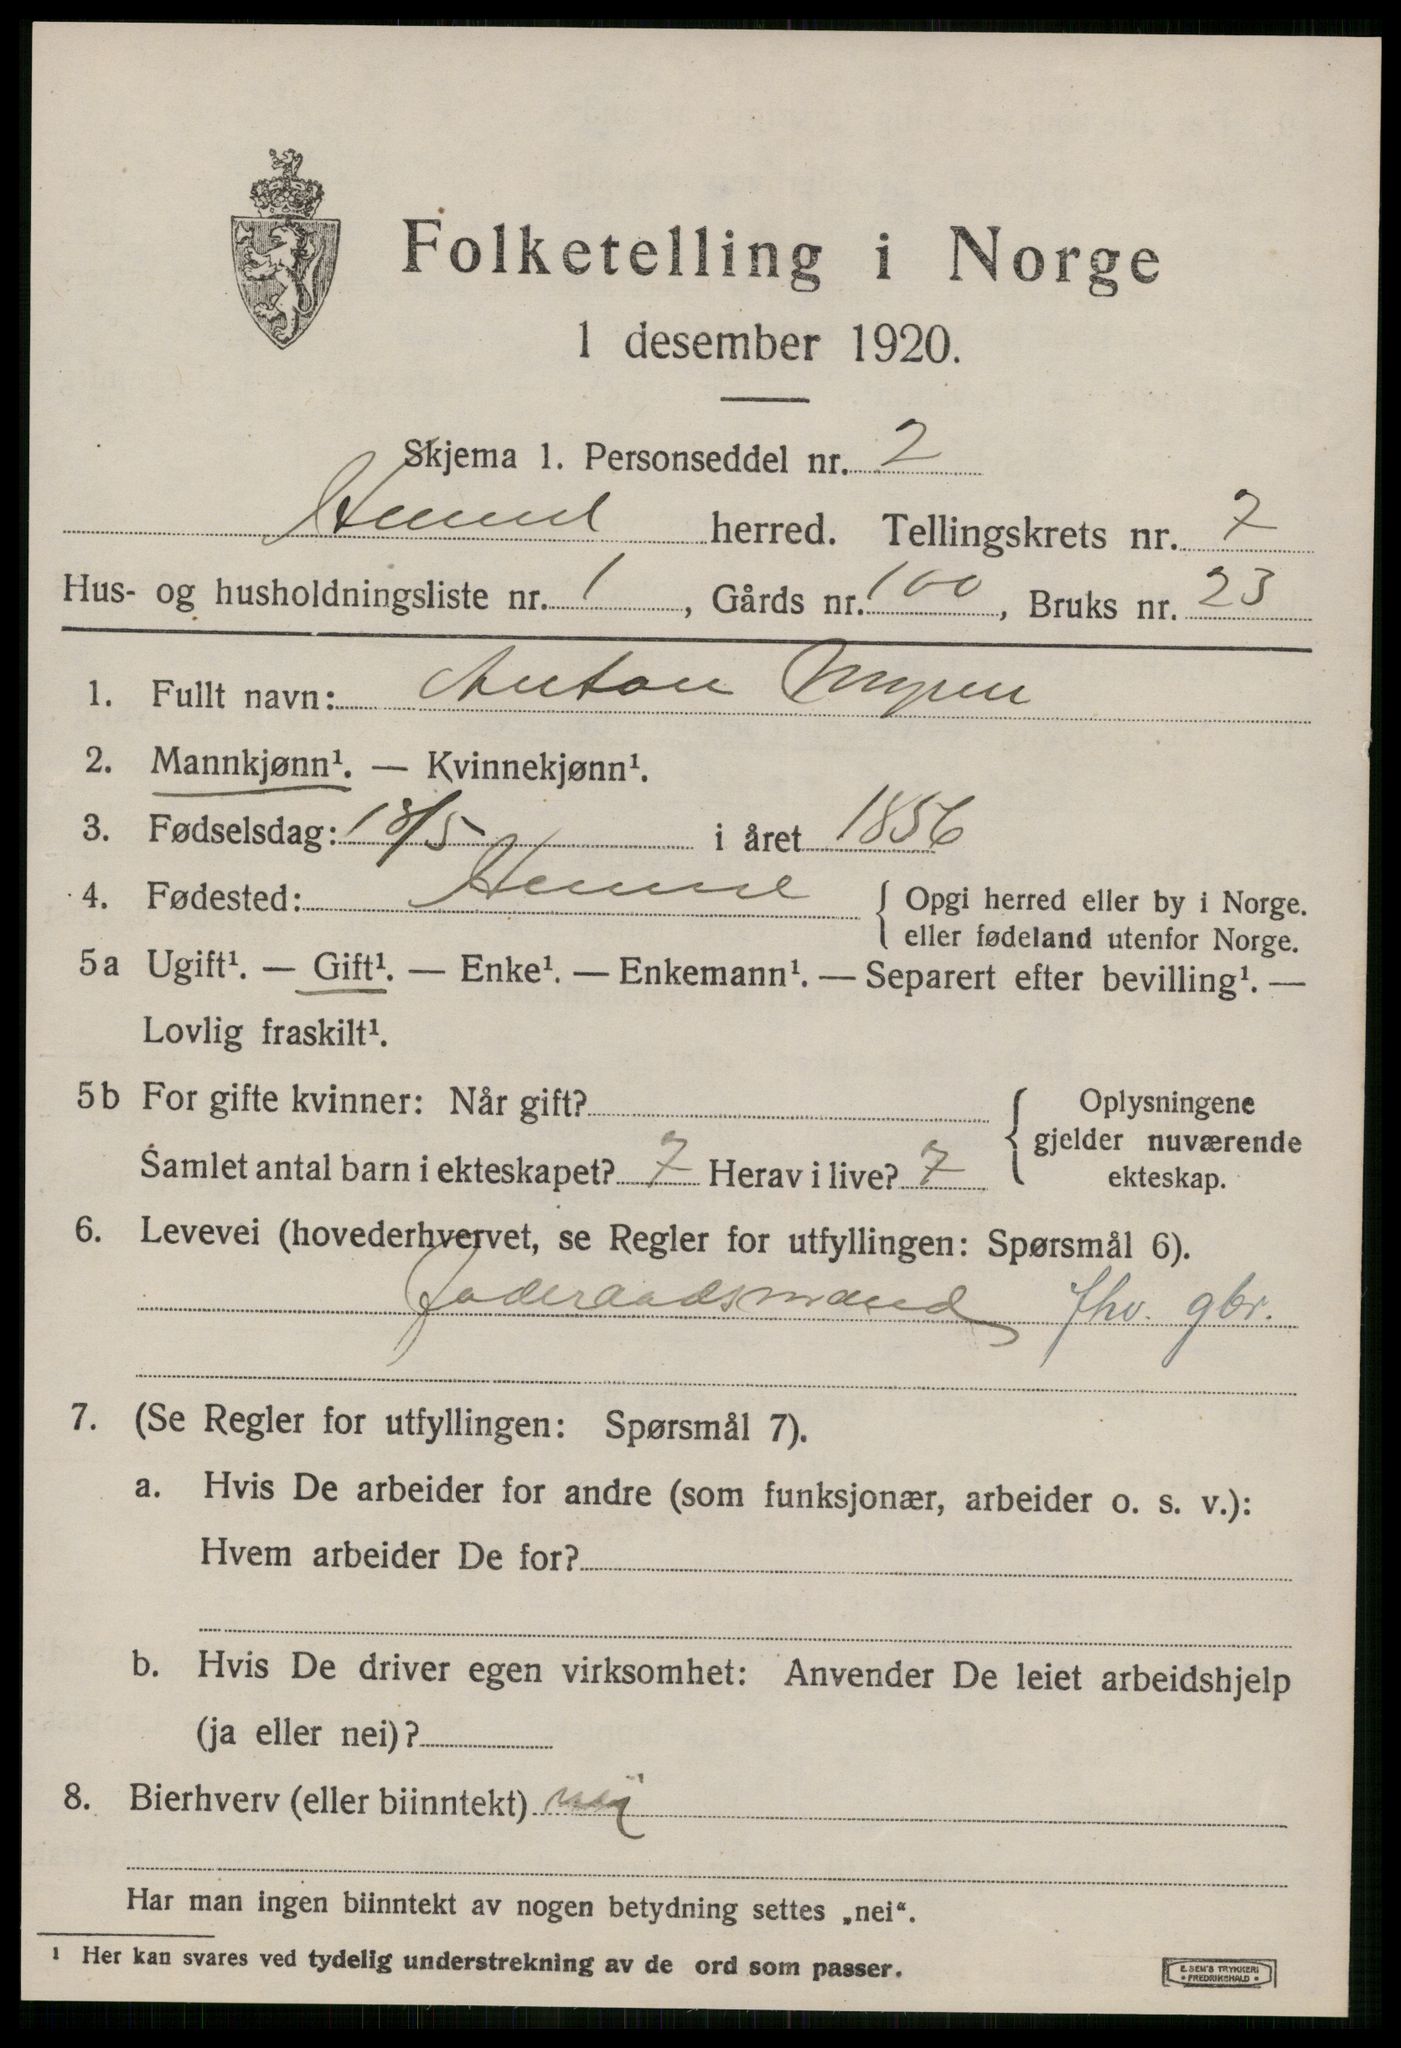 Folketelling i Norge
1 desember 1920.
Skjema 1. Personseddel nr. 2
Hemne herred. Tellingskrets nr. 7
Hus- og husholdningsliste nr. 1, Gårds nr. 100, Bruks nr. 23
1. Fullt navn: Anton Myren
2. Mannkjønn¹. — Kvinnekjønn¹.
3. Fødselsdag: 18/5 i året 1856
4. Fødested: Hemne { Opgi herred eller by i Norge.
eller fødeland utenfor Norge.
5a Ugift¹. — Gift¹. — Enke¹. — Enkemann¹. — Separert efter bevilling¹. —
Lovlig fraskilt¹.
5b For gifte kvinner: Når gift?
Samlet antal barn i ekteskapet? 7 Herav i live? 7
Oplysningene
gjelder nuværende
ekteskap.
6. Levevei (hovederhvervet, se Regler for utfyllingen: Spørsmål 6).
Foderaadsmand fhv. gbr.
7. (Se Regler for utfyllingen: Spørsmål 7).
a. Hvis De arbeider for andre (som funksjonær, arbeider o. s. v.):
Hvem arbeider De for?
b. Hvis De driver egen virksomhet: Anvender De leiet arbeidshjelp
(ja eller nei)?
8. Bierhverv (eller biinntekt) nei
Har man ingen biinntekt av nogen betydning settes „nei“.
¹ Her kan svares ved tydelig understrekning av de ord som passer.
E. SEM'S TRYKKERI
• FREDRIKSHALD •